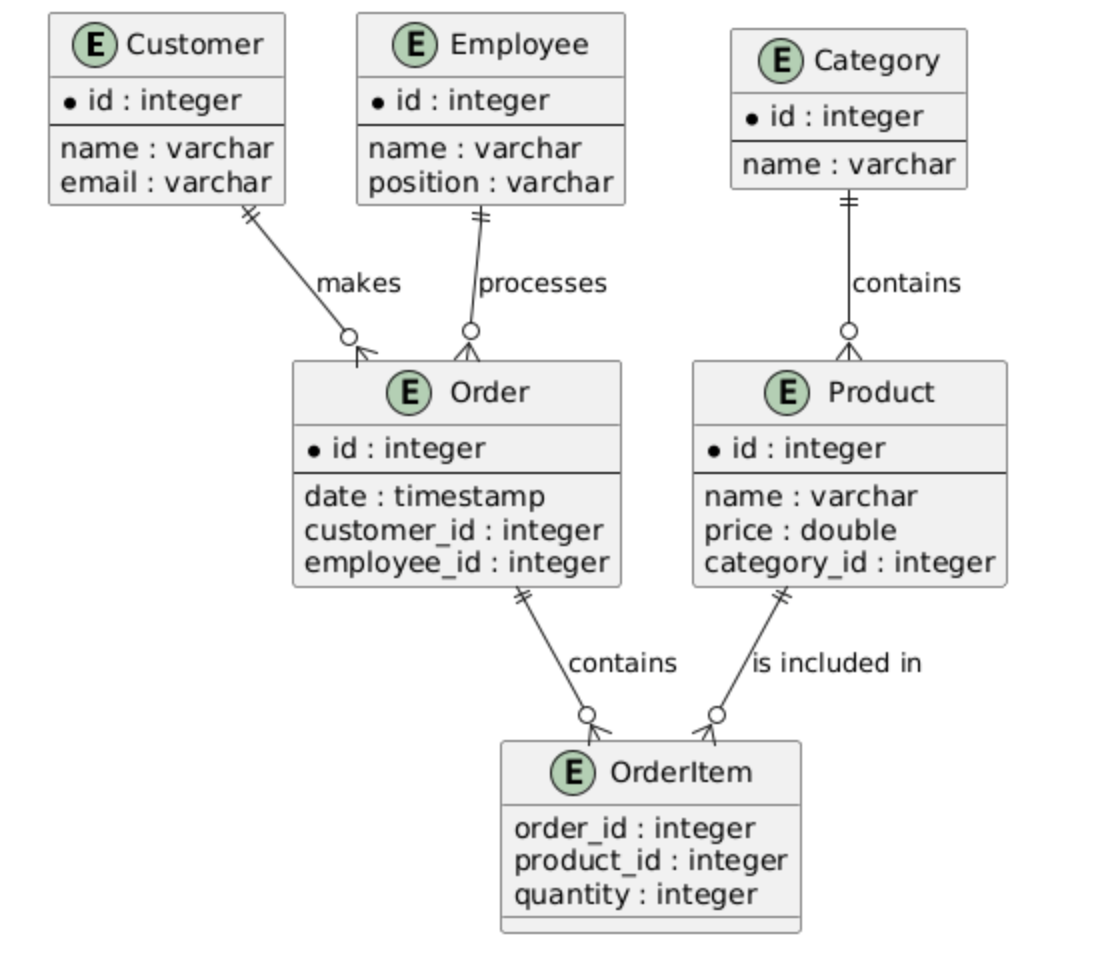 E Customer
• id : integer
name : varchar
email : varchar
E Employee
• id : integer
name : varchar
position : varchar
E Category
• id : integer
name : varchar
makes
processes
contains
E Order
• id : integer
date : timestamp
customer_id : integer
employee_id : integer
E Product
• id : integer
name : varchar
price : double
category_id : integer
contains
is included in
E OrderItem
order_id : integer
product_id : integer
quantity : integer